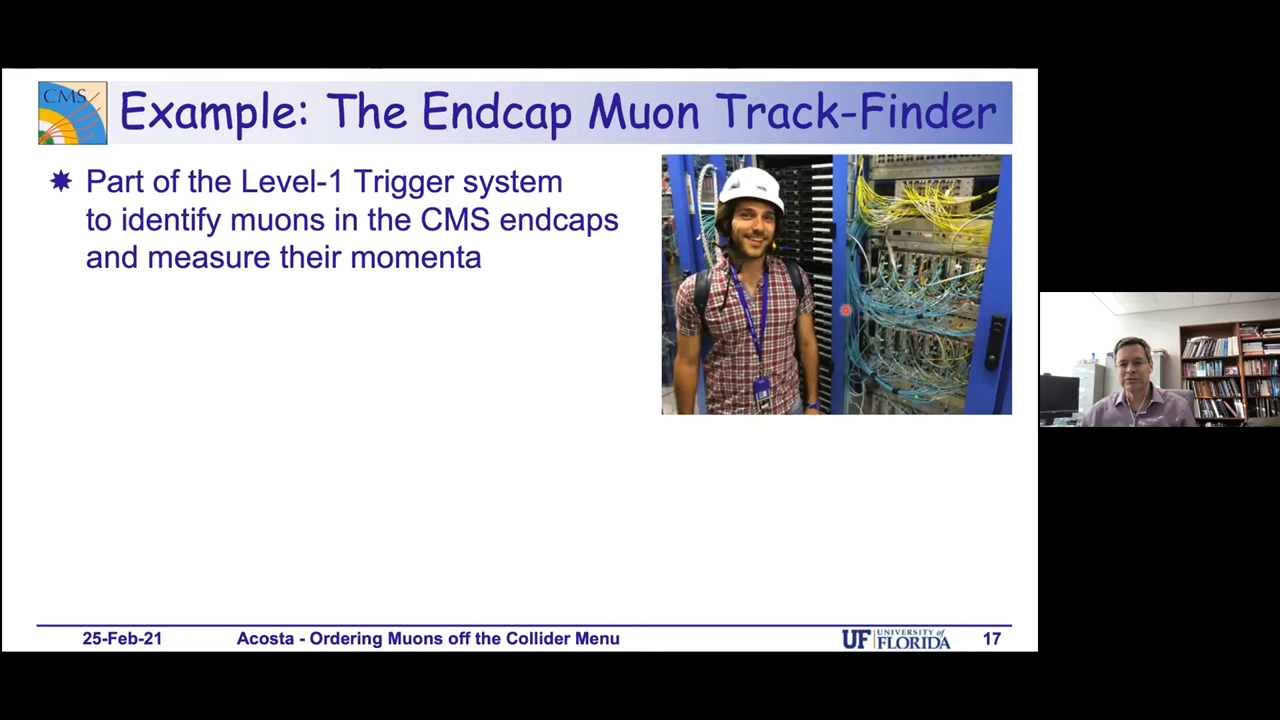 CMS
Example: The Endcap Muon Track-Finder
Part of the Level-1 Trigger system
to identify muons in the CMS endcaps
and measure their momenta
25-Feb-21
Acosta - Ordering Muons off the Collider Menu
UF UNIVERSITY of
FLORIDA
17